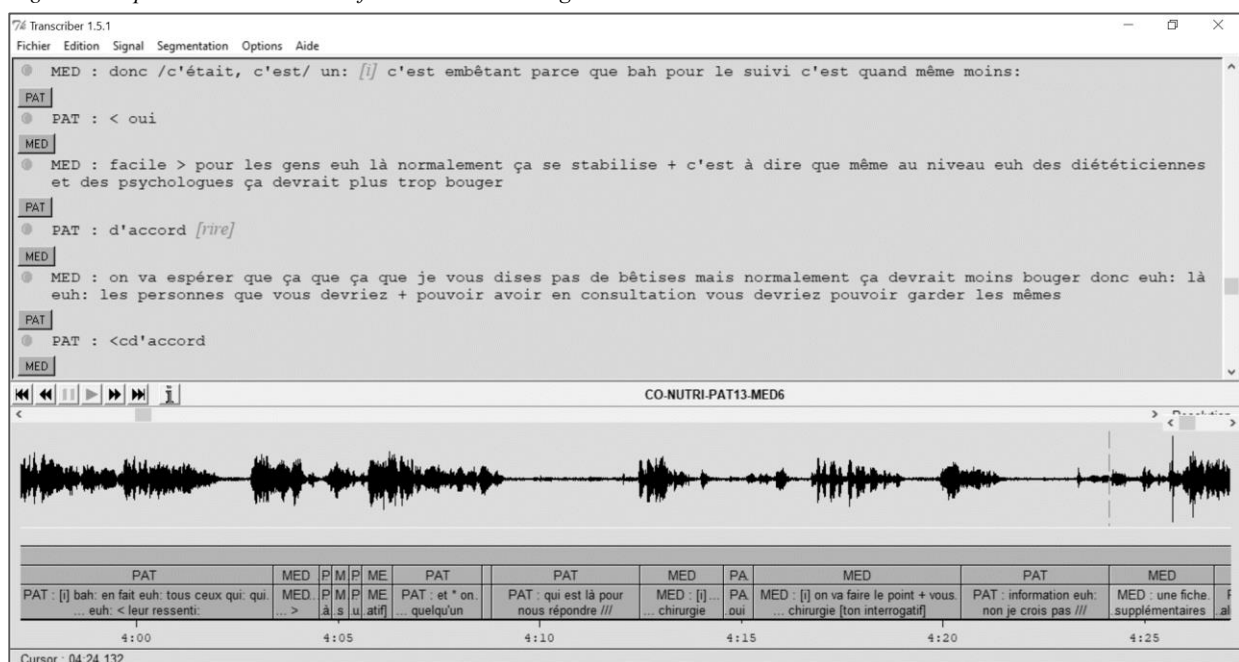 Transcriber 1.5.1
Fichier Edition Signal Segmentation Options Aide
MED : donc /c'était, c'est/ un: [i] c'est embêtant parce que bah pour le suivi c'est quand même moins:
PAT
PAT : < oui
MED
MED : facile > pour les gens euh là normalement ça se stabilise + c'est à dire que même au niveau euh des diététiciennes
et des psychologues ça devrait plus trop bouger
PAT
PAT : d'accord [rire]
MED
MED : on va espérer que ça que ça que je vous dises pas de bêtises mais normalement ça devrait moins bouger donc euh: là
euh: les personnes que vous devriez + pouvoir avoir en consultation vous devriez pouvoir garder les mêmes
PAT
PAT : <cd'accord
MED
CO-NUTRI-PAT13-MED6
PAT MED P M P ME PAT PAT MED PA MED PAT MED
PAT : [i] bah: en fait euh: tous ceux qui: qui. MED.. P M P ME PAT : et * on. PAT : qui est là pour MED : [i]... PA MED : [i] on va faire le point + vous. PAT : information euh: MED : une fiche.
... euh: < leur ressenti: ... > à. .s .u. atif] ... quelqu'un nous répondre /// ... chirurgie .oui ... chirurgie [ton interrogatif] non je crois pas /// supplémentaires
4:00 4:05 4:10 4:15 4:20 4:25
Cursor : 04:24.132